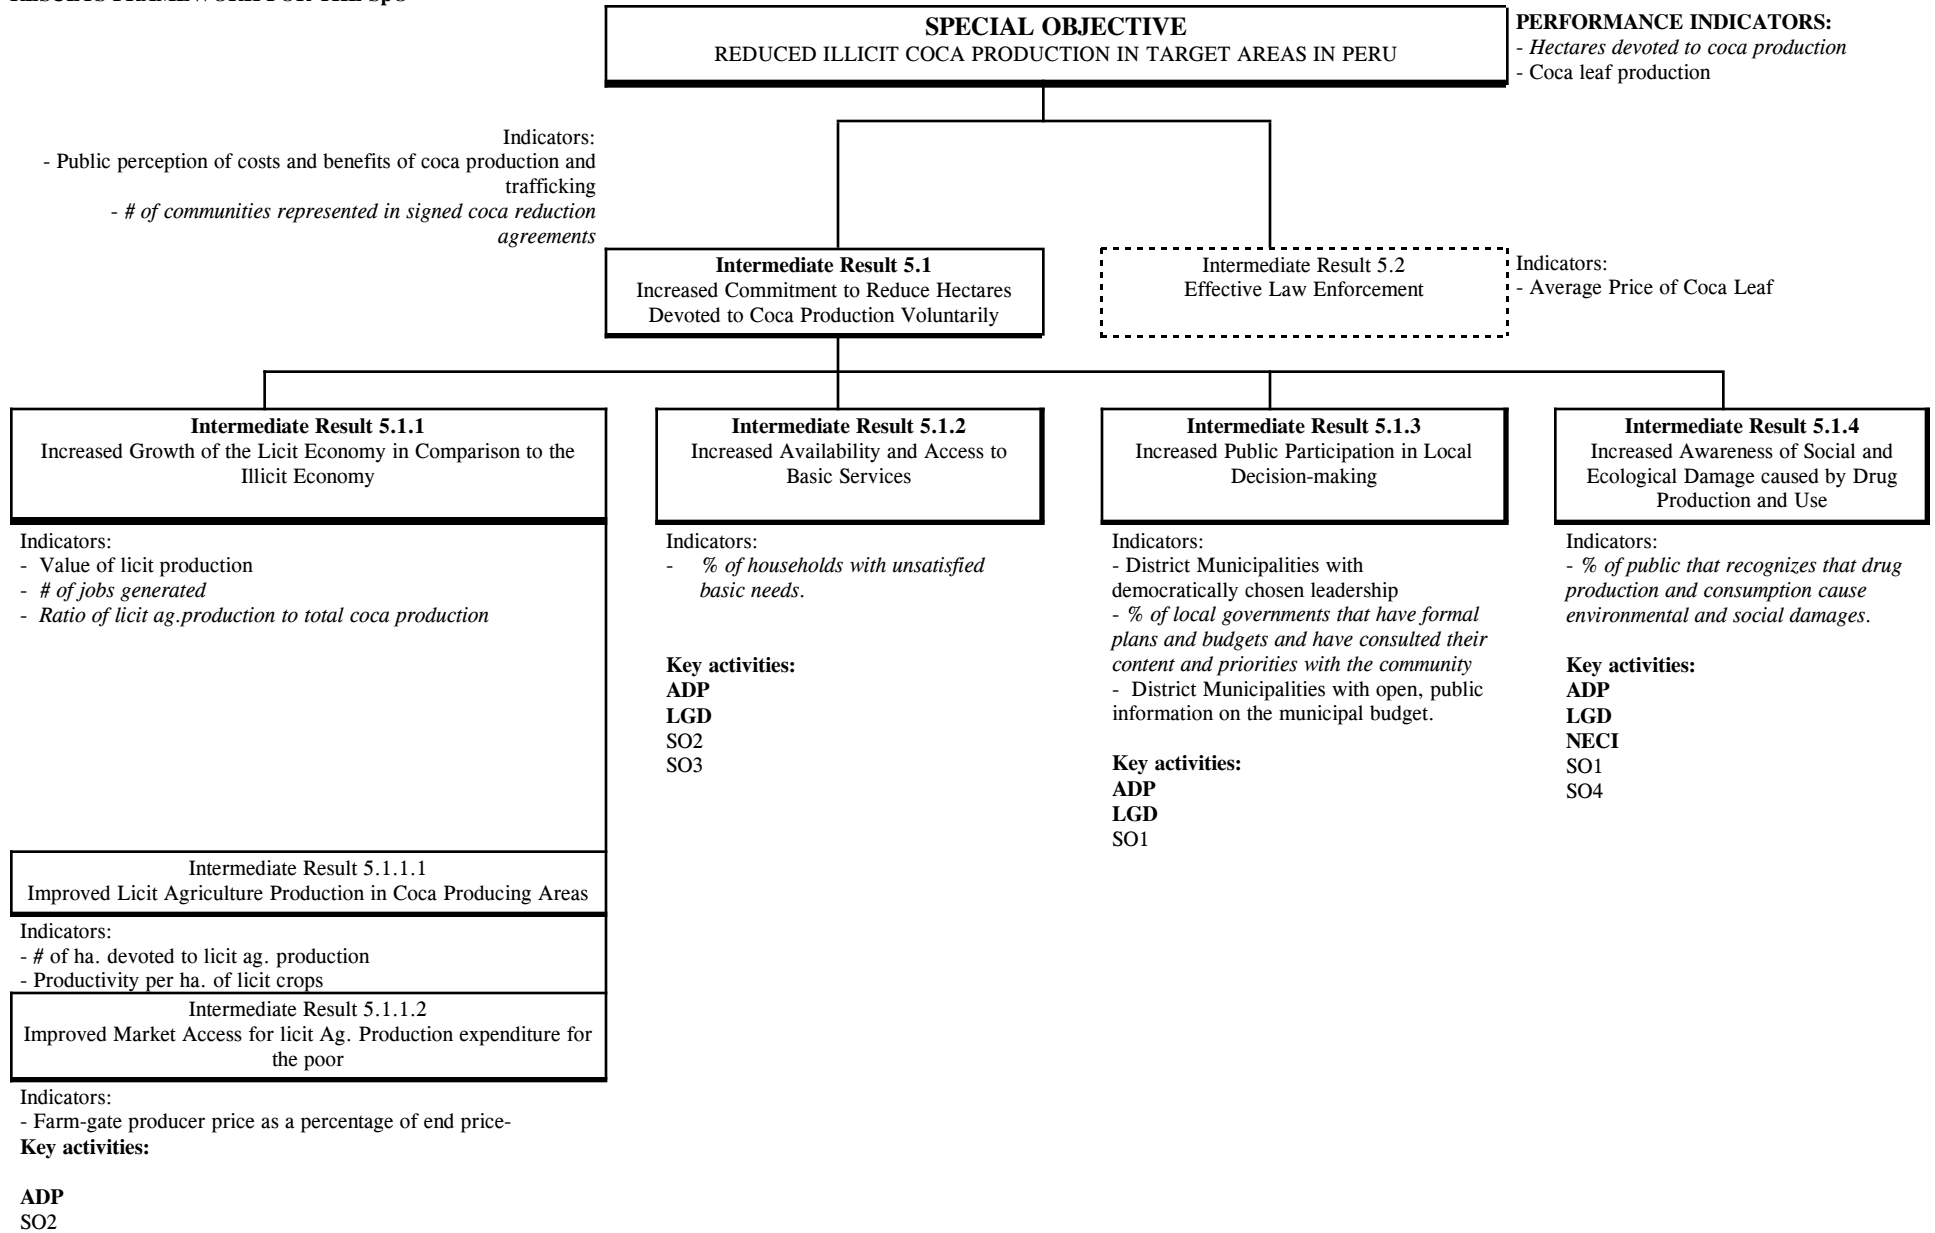 RESULTS FRAMEWORK FOR THE SpO
SPECIAL OBJECTIVE
REDUCED ILLICIT COCA PRODUCTION IN TARGET AREAS IN PERU
PERFORMANCE INDICATORS:
- Hectares devoted to coca production
- Coca leaf production
Indicators:
- Public perception of costs and benefits of coca production and
trafficking
- # of communities represented in signed coca reduction
agreements
Intermediate Result 5.1
Increased Commitment to Reduce Hectares
Devoted to Coca Production Voluntarily
Intermediate Result 5.2
Effective Law Enforcement
Indicators:
- Average Price of Coca Leaf
Intermediate Result 5.1.1
Increased Growth of the Licit Economy in Comparison to the
Illicit Economy
Indicators:
- Value of licit production
- # of jobs generated
- Ratio of licit ag.production to total coca production
Intermediate Result 5.1.1.1
Improved Licit Agriculture Production in Coca Producing Areas
Indicators:
- # of ha. devoted to licit ag. production
- Productivity per ha. of licit crops
Intermediate Result 5.1.1.2
Improved Market Access for licit Ag. Production expenditure for
the poor
Indicators:
- Farm-gate producer price as a percentage of end price-
Key activities:
ADP
SO2
Intermediate Result 5.1.2
Increased Availability and Access to
Basic Services
Indicators:
- % of households with unsatisfied
basic needs.
Key activities:
ADP
LGD
SO2
SO3
Intermediate Result 5.1.3
Increased Public Participation in Local
Decision-making
Indicators:
- District Municipalities with
democratically chosen leadership
- % of local governments that have formal
plans and budgets and have consulted their
content and priorities with the community
- District Municipalities with open, public
information on the municipal budget.
Key activities:
ADP
LGD
SO1
Intermediate Result 5.1.4
Increased Awareness of Social and
Ecological Damage caused by Drug
Production and Use
Indicators:
- % of public that recognizes that drug
production and consumption cause
environmental and social damages.
Key activities:
ADP
LGD
NECI
SO1
SO4